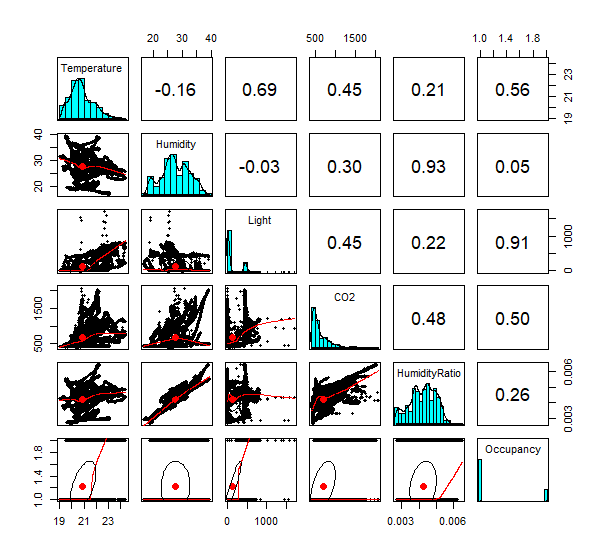 20 30 40
500 1500
1.0 1.4 1.8
Temperature
-0.16
0.69
0.45
0.21
0.56
19 21 23
20 30 40
Humidity
-0.03
0.30
0.93
0.05
Light
0.45
0.22
0.91
0 1000
500 1500
CO2
0.48
0.50
HumidityRatio
0.26
0.003 0.006
1.0 1.4 1.8
Occupancy
19 21 23
0 1000
0.003 0.006